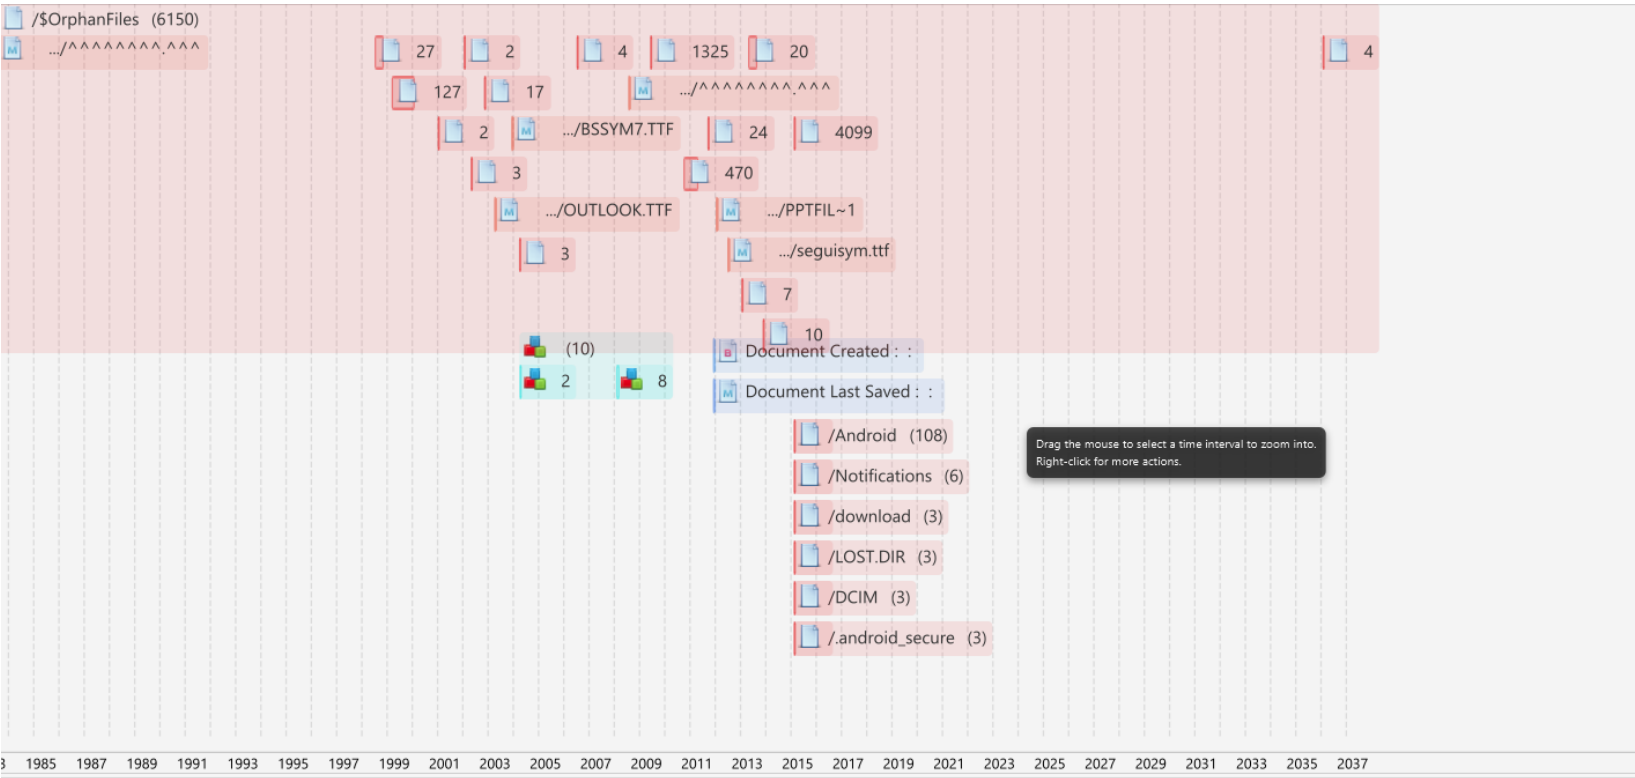 /$OrphanFiles (6150)
.../^^^^^^^^.^^^
27
2
4
1325
20
4
127
17
.../^^^^^^^^.^^^
2
.../BSSYM7.TTF
24
4099
3
470
.../OUTLOOK.TTF
.../PPTFIL~1
3
.../seguisym.ttf
7
10
(10)
Document Created : :
2
8
Document Last Saved : :
/Android (108)
Drag the mouse to select a time interval to zoom into.
Right-click for more actions.
/Notifications (6)
/download (3)
/LOST.DIR (3)
/DCIM (3)
/.android_secure (3)
3 1985 1987 1989 1991 1993 1995 1997 1999 2001 2003 2005 2007 2009 2011 2013 2015 2017 2019 2021 2023 2025 2027 2029 2031 2033 2035 2037